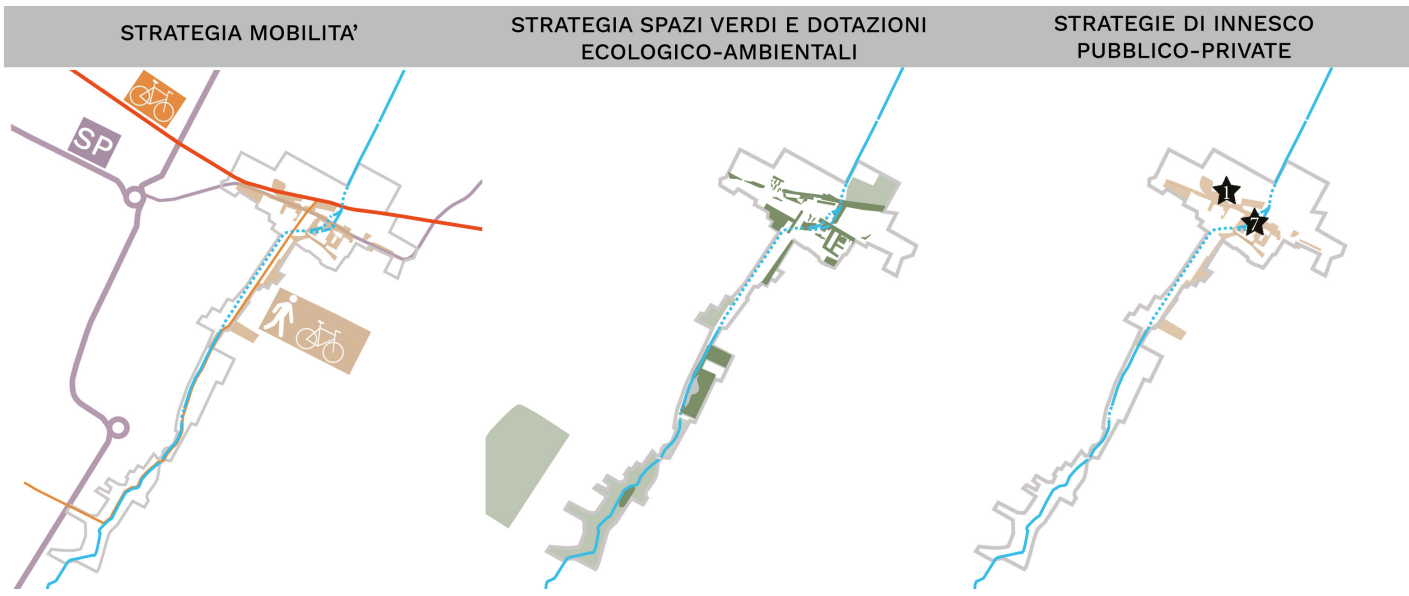 STRATEGIA MOBILITA'
STRATEGIA SPAZI VERDI E DOTAZIONI
ECOLOGICO-AMBIENTALI
STRATEGIE DI INNESCO
PUBBLICO-PRIVATE
SP
1
7